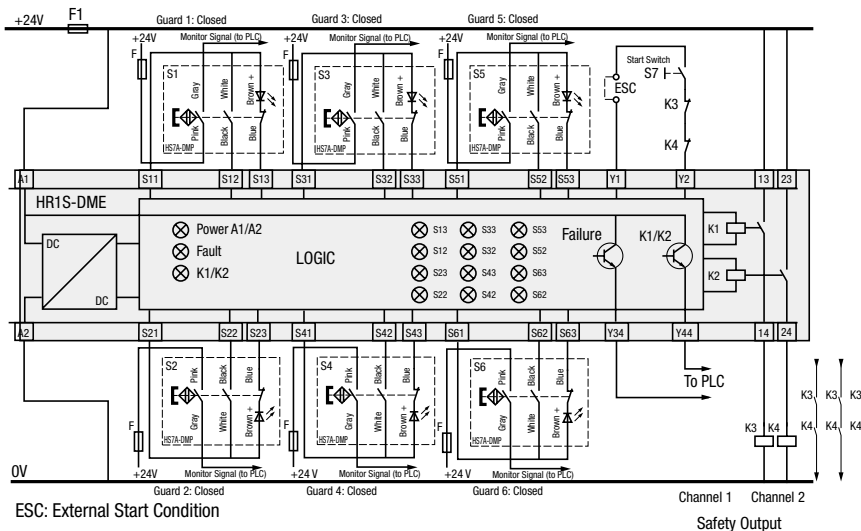 +24V F1 Guard 1: Closed Guard 3: Closed Guard 5: Closed
+24V Monitor Signal (to PLC) +24V Monitor Signal (to PLC) +24V Monitor Signal (to PLC)
F F F
S1 Gray White Brown + S3 Gray White Brown + S5 Gray White Brown +
Pink Black Blue Pink Black Blue Pink Black Blue
HS7A-DMP HS7A-DMP HS7A-DMP
Start Switch
S7
ESC
K3
K4
A1 S11 S12 S13 S31 S32 S33 S51 S52 S53 Y1 Y2 13 23
HR1S-DME
DC
DC
Power A1/A2
Fault
K1/K2
LOGIC
S13 S33 S53
S12 S32 S52
S23 S43 S63
S22 S42 S62
Failure K1/K2
K1
K2
A2 S21 S22 S23 S41 S42 S43 S61 S62 S63 Y34 Y44 14 24
S2 Pink Black Blue S4 Pink Black Blue S6 Pink Black Blue
Gray White Brown + Gray White Brown + Gray White Brown +
HS7A-DMP HS7A-DMP HS7A-DMP
F F F
+24V Monitor Signal (to PLC) +24 V Monitor Signal (to PLC) +24 V Monitor Signal (to PLC)
Guard 2: Closed Guard 4: Closed Guard 6: Closed
To PLC
K3 K3 K3
K3 K4 K4 K4 K4
0V
ESC: External Start Condition
Channel 1 Channel 2
Safety Output